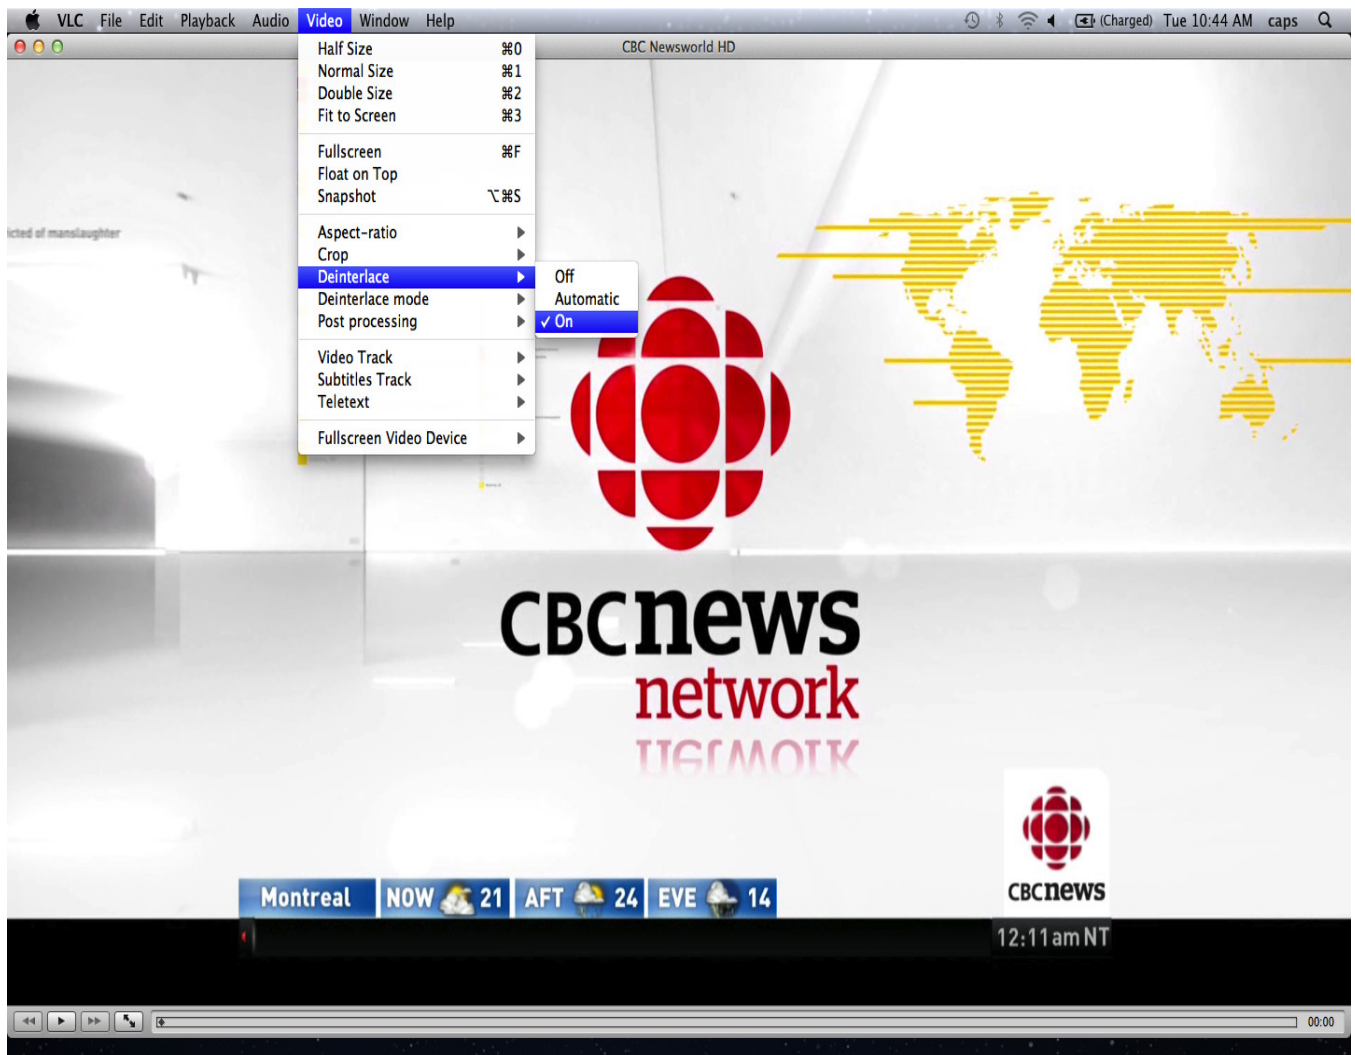 VLC File Edit Playback Audio Video Window Help (Charged) Tue 10:44 AM caps
CBC Newsworld HD
Half Size ⌘0
Normal Size ⌘1
Double Size ⌘2
Fit to Screen ⌘3
Fullscreen ⌘F
Float on Top
Snapshot ⌥⌘S
icted of manslaughter
Aspect-ratio
Crop
Deinterlace
Off
Deinterlace mode
Automatic
Post processing
✓ On
Video Track
Subtitles Track
Teletext
Fullscreen Video Device
CBCnews
network
CBCnews
Montreal NOW 21 AFT 24 EVE 14
12:11am NT
00:00